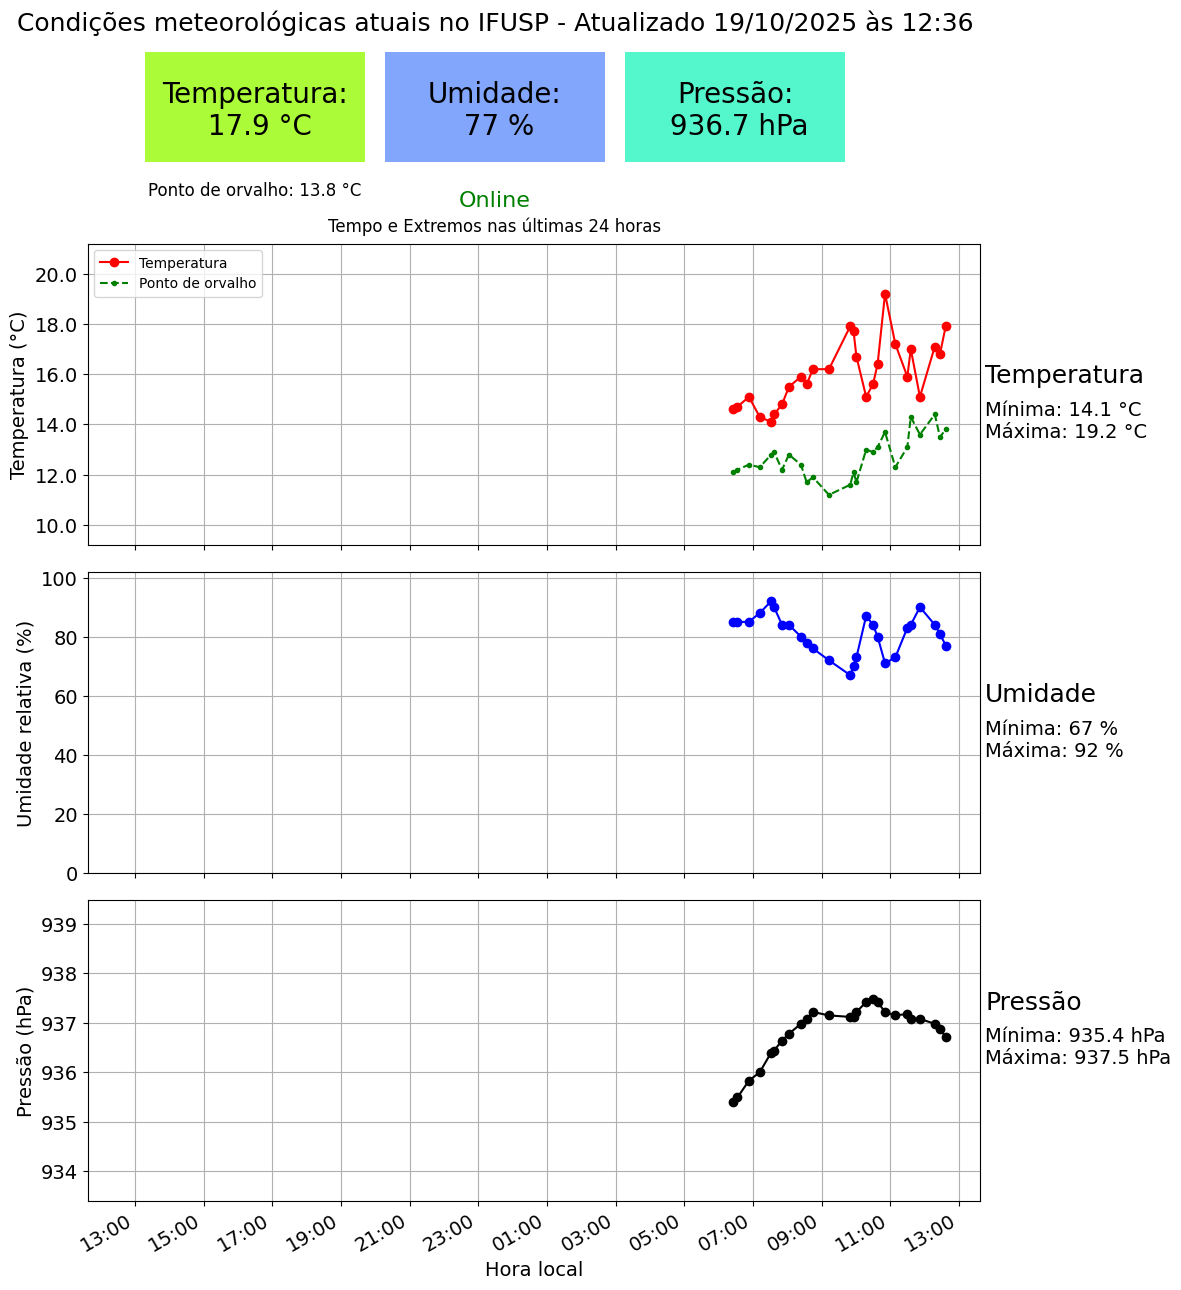 Condições meteorológicas atuais no IFUSP - Atualizado 19/10/2025 às 12:36
Temperatura:
17.9 °C
Umidade:
77 %
Pressão:
936.7 hPa
Ponto de orvalho: 13.8 °C
Online
Tempo e Extremos nas últimas 24 horas
Temperatura
Ponto de orvalho
Temperatura (°C)
20.0
18.0
16.0
14.0
12.0
10.0
Temperatura
Mínima: 14.1 °C
Máxima: 19.2 °C
Umidade relativa (%)
100
80
60
40
20
0
Umidade
Mínima: 67 %
Máxima: 92 %
Pressão (hPa)
939
938
937
936
935
934
Pressão
Mínima: 935.4 hPa
Máxima: 937.5 hPa
13:00 15:00 17:00 19:00 21:00 23:00 01:00 03:00 05:00 07:00 09:00 11:00 13:00
Hora local